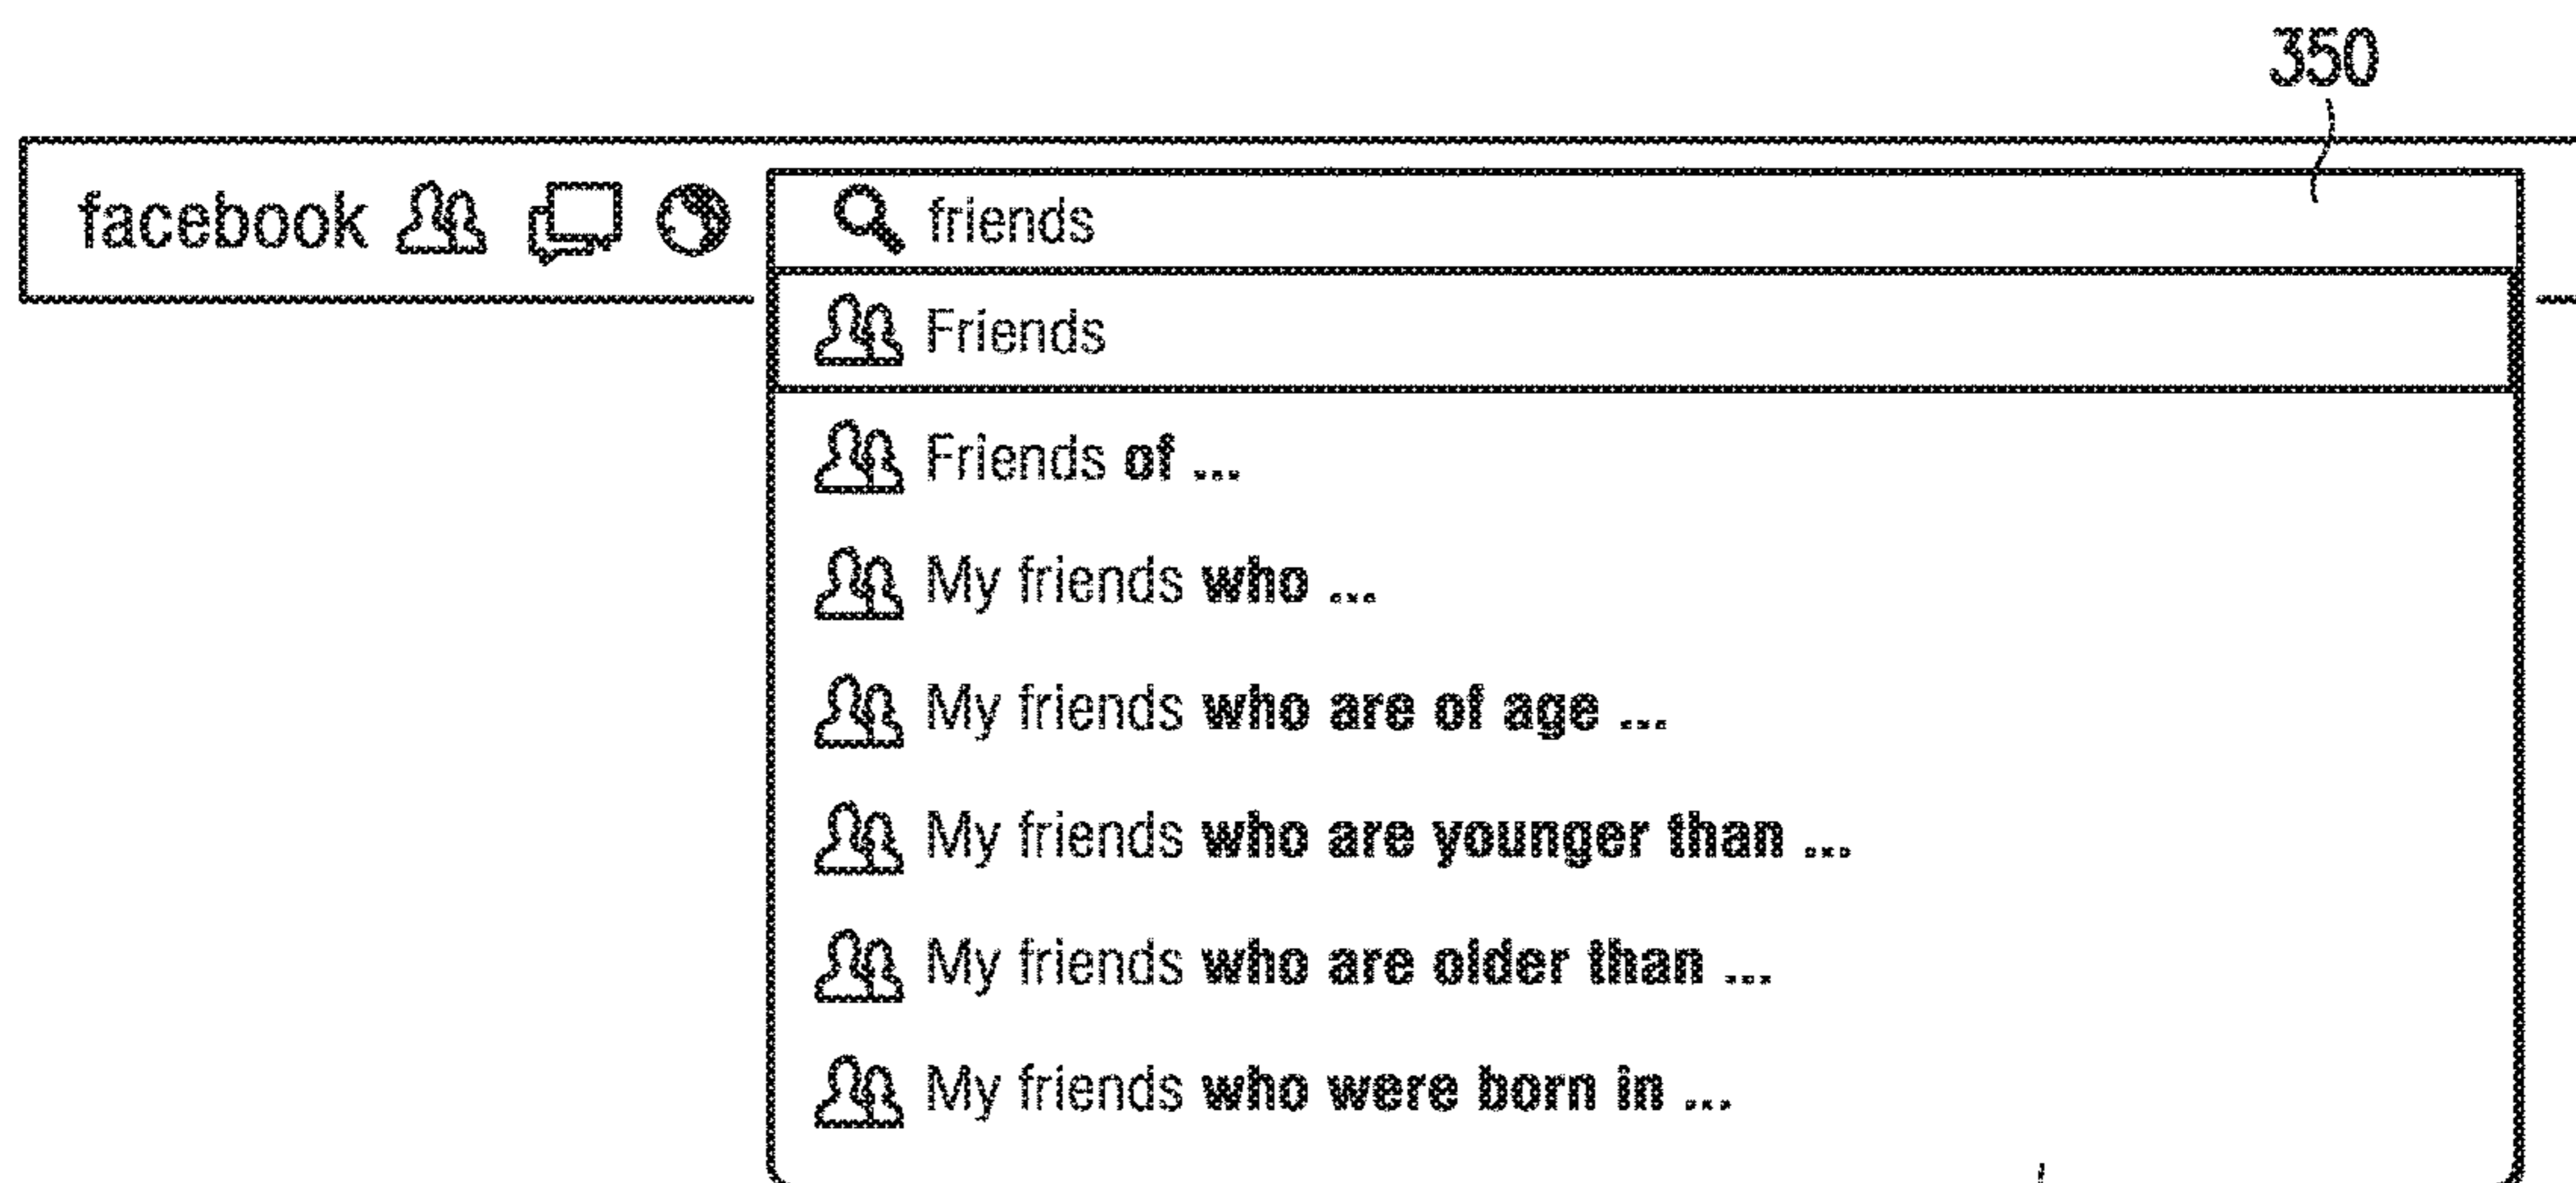 350
facebook friends
Friends
Friends of ...
My friends who ...
My friends who are of age ...
My friends who are younger than ...
My friends who are older than ...
My friends who were born in ...